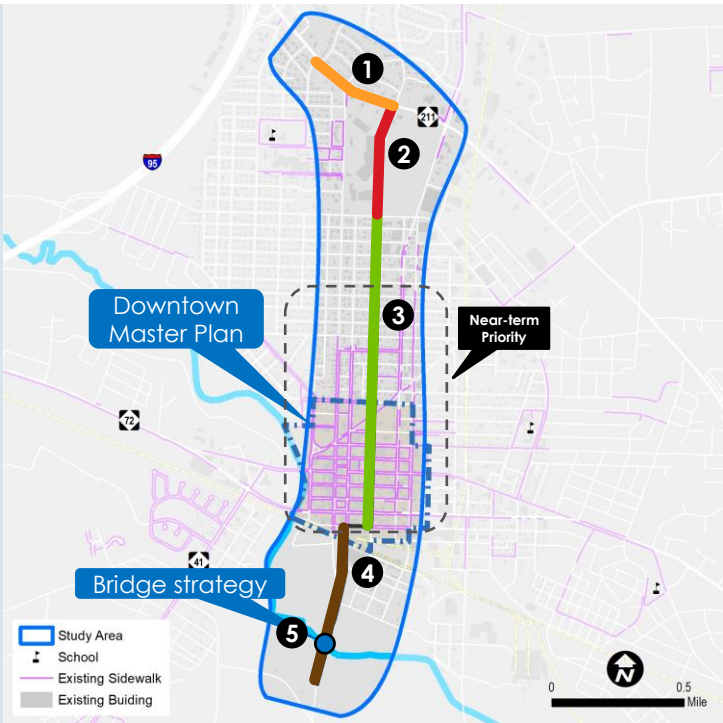 1
211
2
95
Downtown
Master Plan
3
Near-term
Priority
72
41
4
Bridge strategy
5
Study Area
School
Existing Sidewalk
Existing Buiding
N
0
0.5
Mile